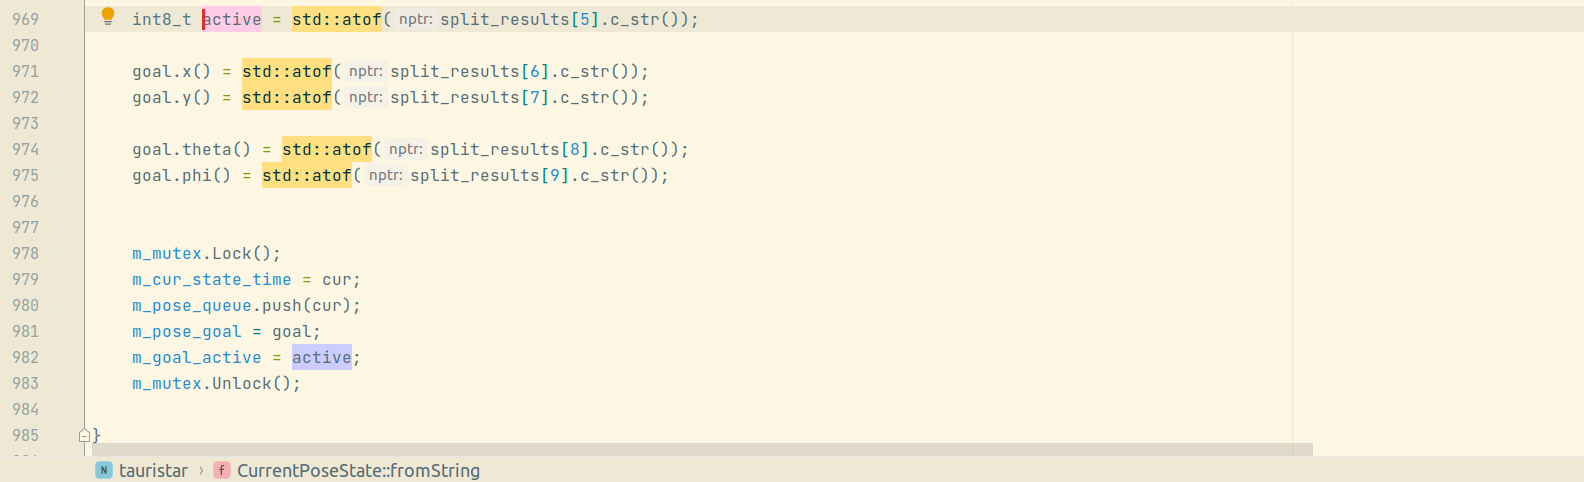 969 int8_t active = std::atof( nptr: split_results[5].c_str());
970
971 goal.x() = std::atof( nptr: split_results[6].c_str());
972 goal.y() = std::atof( nptr: split_results[7].c_str());
973
974 goal.theta() = std::atof( nptr: split_results[8].c_str());
975 goal.phi() = std::atof( nptr: split_results[9].c_str());
976
977
978 m_mutex.Lock();
979 m_cur_state_time = cur;
980 m_pose_queue.push(cur);
981 m_pose_goal = goal;
982 m_goal_active = active;
983 m_mutex.Unlock();
984
985 }
N tauristar › f CurrentPoseState::fromString